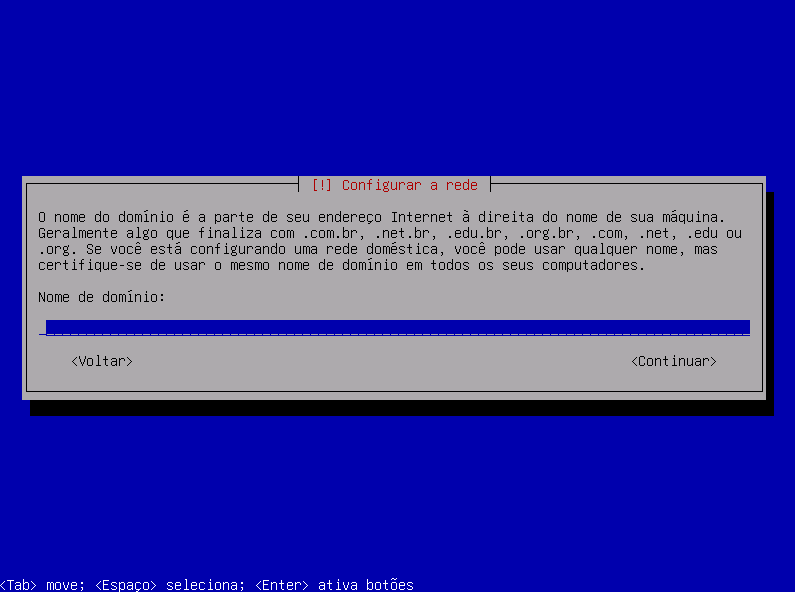 [!] Configurar a rede
O nome do domínio é a parte de seu endereço Internet à direita do nome de sua máquina.
Geralmente algo que finaliza com .com.br, .net.br, .edu.br, .org.br, .com, .net, .edu ou
.org. Se você está configurando uma rede doméstica, você pode usar qualquer nome, mas
certifique-se de usar o mesmo nome de domínio em todos os seus computadores.
Nome de domínio:
<Voltar> <Continuar>
<Tab> move; <Espaço> seleciona; <Enter> ativa botões